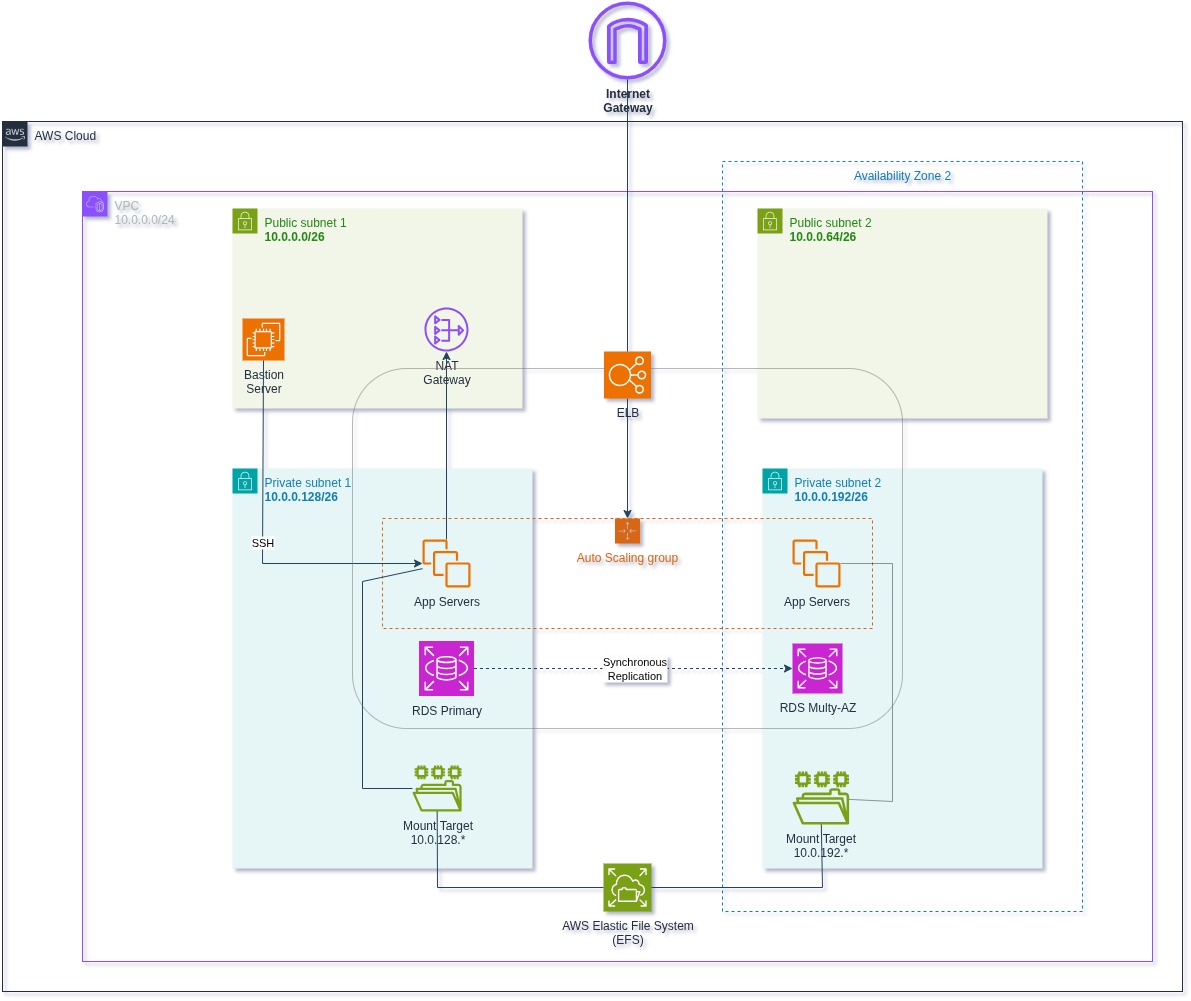 Internet
Gateway
aws
AWS Cloud
Availability Zone 2
VPC
10.0.0.0/24
Public subnet 1
10.0.0.0/26
Public subnet 2
10.0.0.64/26
Bastion
Server
NAT
Gateway
ELB
Private subnet 1
10.0.0.128/26
Private subnet 2
10.0.0.192/26
SSH
Auto Scaling group
App Servers
App Servers
Synchronous
Replication
RDS Primary
RDS Multy-AZ
Mount Target
10.0.128.*
Mount Target
10.0.192.*
AWS Elastic File System
(EFS)